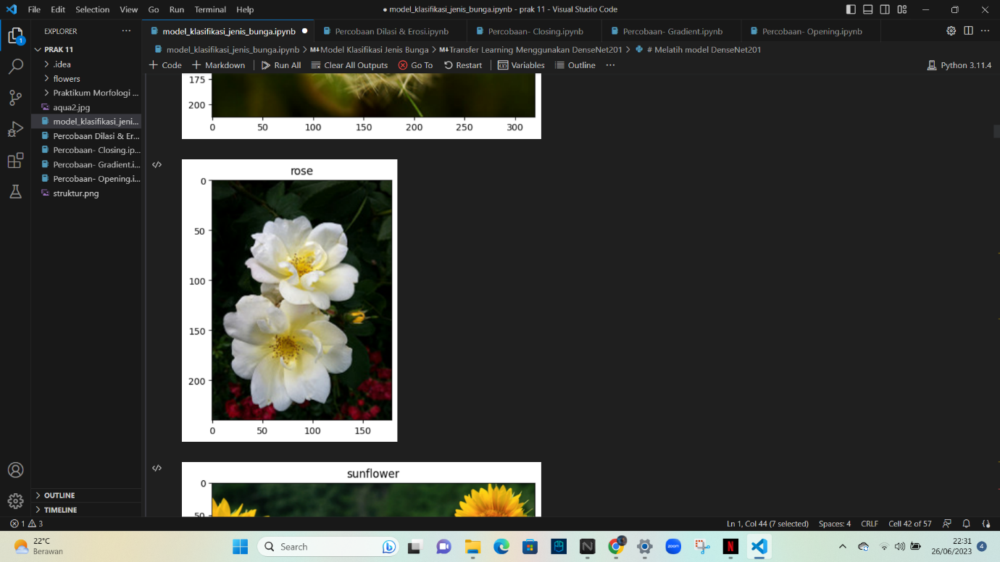 File Edit Selection View Go Run Terminal Help
● model_klasifikasi_jenis_bunga.ipynb - prak 11 - Visual Studio Code
EXPLORER
model_klasifikasi_jenis_bunga.ipynb ●
Percobaan Dilasi & Erosi.ipynb
Percobaan- Closing.ipynb
Percobaan- Gradient.ipynb
Percobaan- Opening.ipynb
1
PRAK 11
.idea
flowers
Praktikum Morfologi ...
aqua2.jpg
model_klasifikasi_jeni...
Percobaan Dilasi & Er...
Percobaan- Closing.ip...
Percobaan- Gradient.i...
Percobaan- Opening.i...
struktur.png
OUTLINE
TIMELINE
model_klasifikasi_jenis_bunga.ipynb > M↓Model Klasifikasi Jenis Bunga > M↓Transfer Learning Menggunakan DenseNet201 > # Melatih model DenseNet201
+ Code + Markdown Run All Clear All Outputs Go To Restart Variables Outline ...
Python 3.11.4
175
200
0 50 100 150 200 250 300
rose
0
50
100
150
200
0 50 100 150
sunflower
0
50
1 3
Ln 1, Col 44 (7 selected) Spaces: 4 CRLF Cell 42 of 57
22°C
Berawan
Search
zoom
22:31
26/06/2023
4